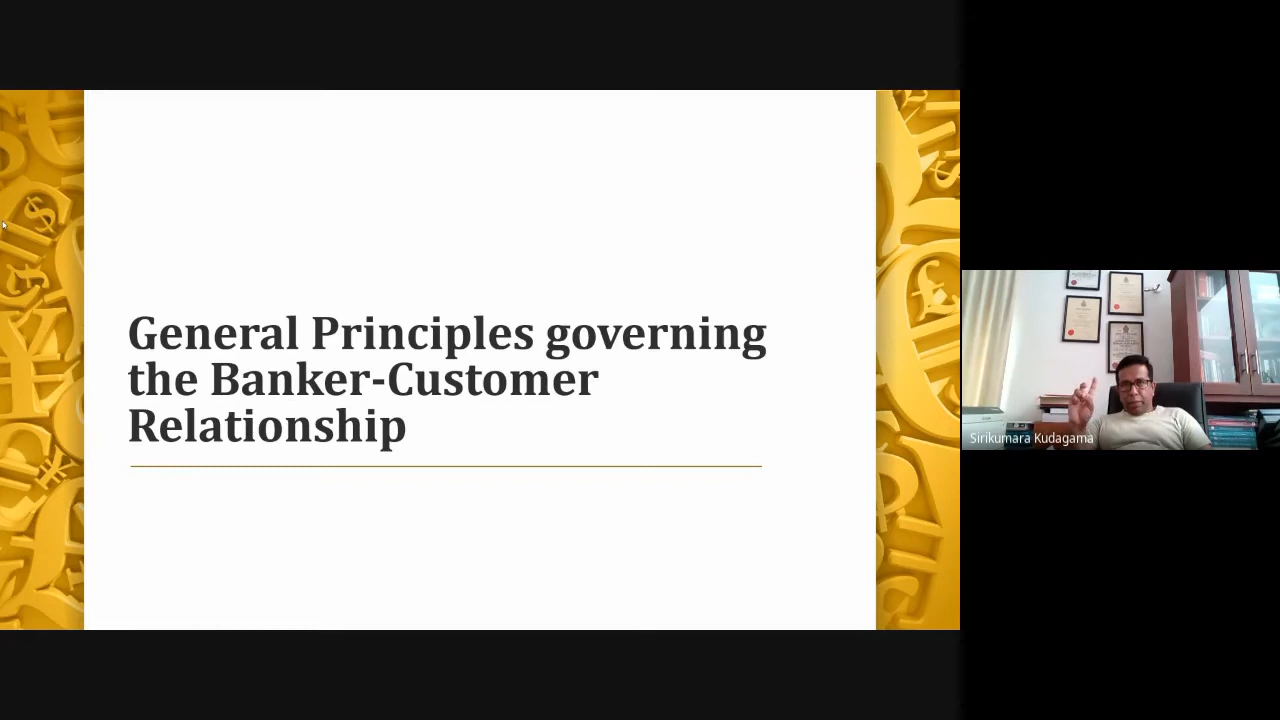 General Principles governing
the Banker-Customer
Relationship
Sirikumara Kudagama